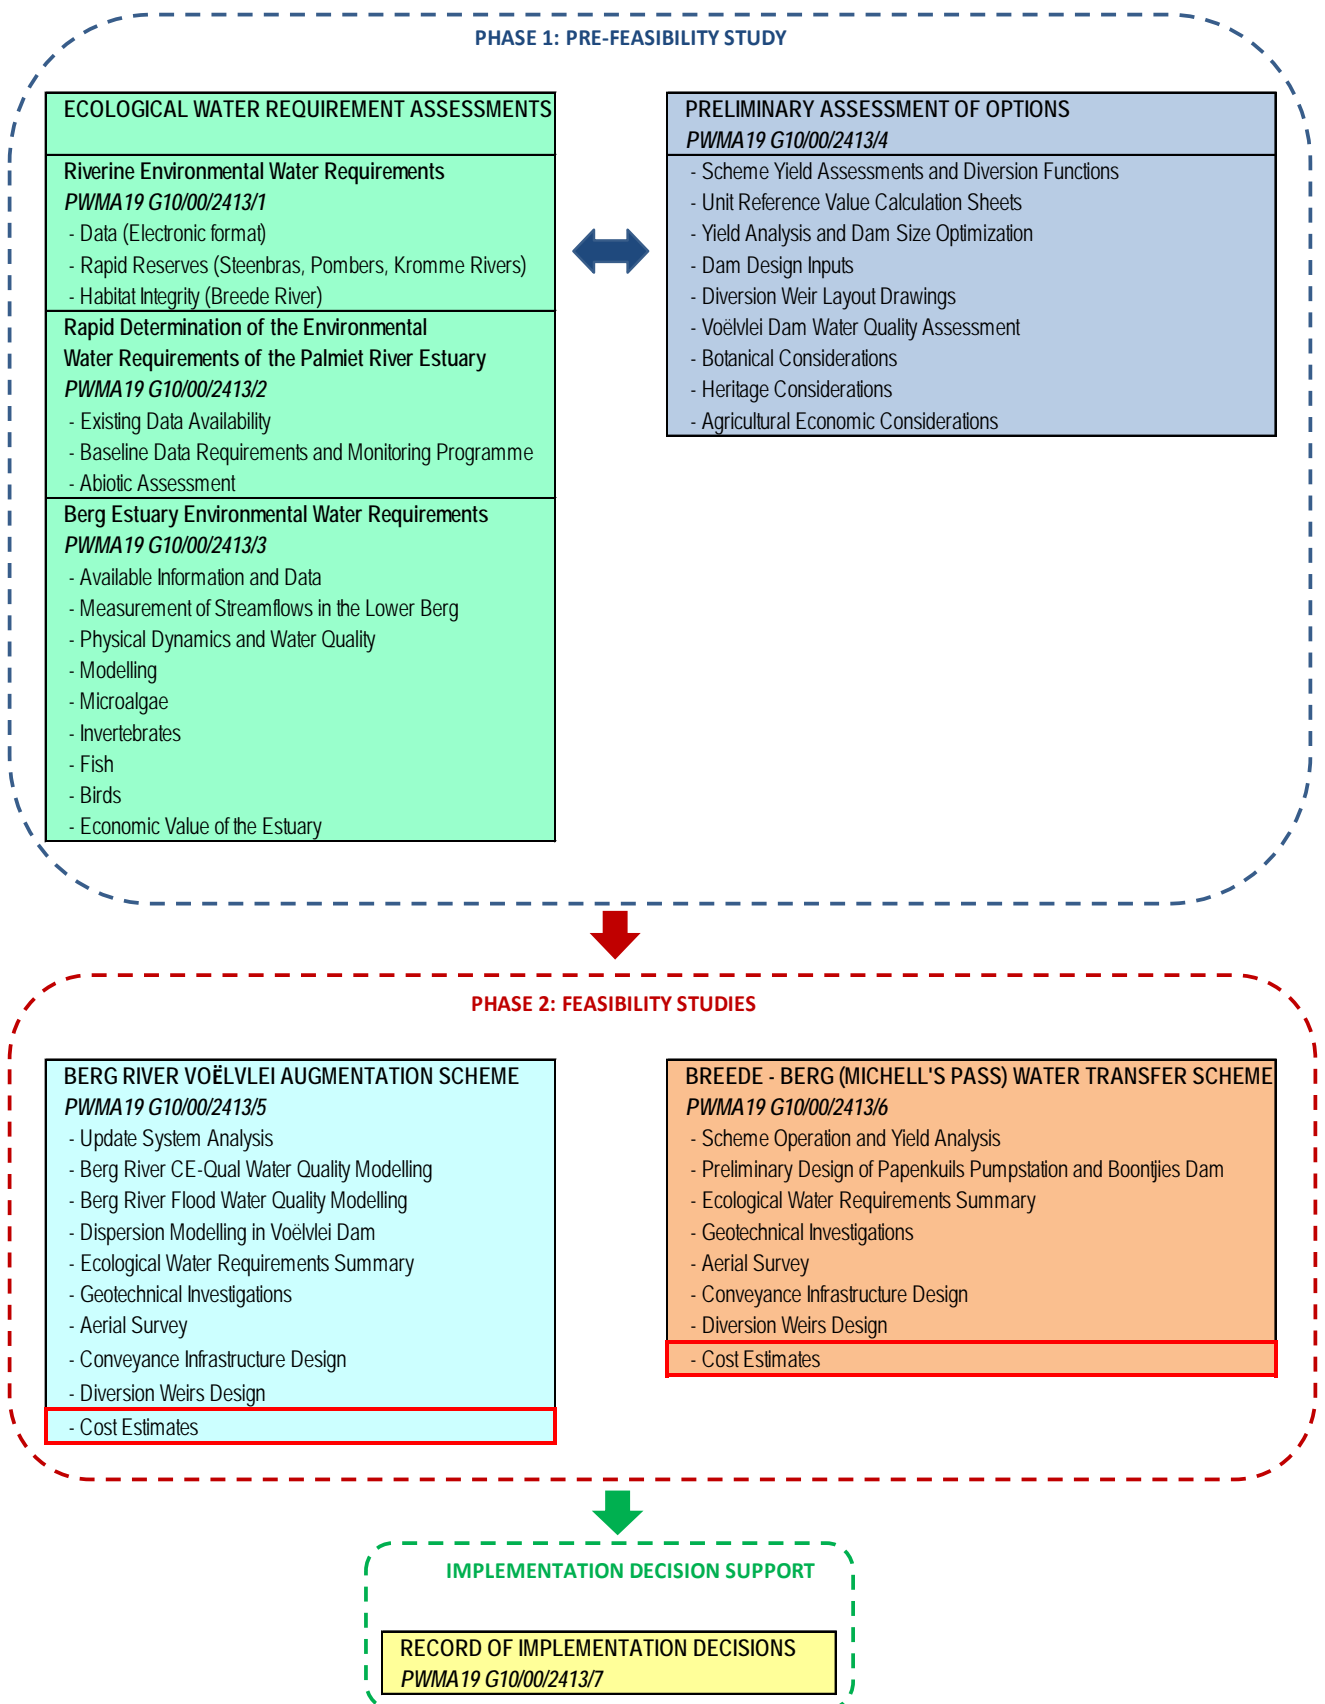 PHASE 1: PRE-FEASIBILITY STUDY
ECOLOGICAL WATER REQUIREMENT ASSESSMENTS
Riverine Environmental Water Requirements
PWMA19 G10/00/2413/1
- Data (Electronic format)
- Rapid Reserves (Steenbras, Pombers, Kromme Rivers)
- Habitat Integrity (Breede River)
Rapid Determination of the Environmental
Water Requirements of the Palmiet River Estuary
PWMA19 G10/00/2413/2
- Existing Data Availability
- Baseline Data Requirements and Monitoring Programme
- Abiotic Assessment
Berg Estuary Environmental Water Requirements
PWMA19 G10/00/2413/3
- Available Information and Data
- Measurement of Streamflows in the Lower Berg
- Physical Dynamics and Water Quality
- Modelling
- Microalgae
- Invertebrates
- Fish
- Birds
- Economic Value of the Estuary
PRELIMINARY ASSESSMENT OF OPTIONS
PWMA19 G10/00/2413/4
- Scheme Yield Assessments and Diversion Functions
- Unit Reference Value Calculation Sheets
- Yield Analysis and Dam Size Optimization
- Dam Design Inputs
- Diversion Weir Layout Drawings
- Voëlvlei Dam Water Quality Assessment
- Botanical Considerations
- Heritage Considerations
- Agricultural Economic Considerations
PHASE 2: FEASIBILITY STUDIES
BERG RIVER VOËLVLEI AUGMENTATION SCHEME
PWMA19 G10/00/2413/5
- Update System Analysis
- Berg River CE-Qual Water Quality Modelling
- Berg River Flood Water Quality Modelling
- Dispersion Modelling in Voëlvlei Dam
- Ecological Water Requirements Summary
- Geotechnical Investigations
- Aerial Survey
- Conveyance Infrastructure Design
- Diversion Weirs Design
- Cost Estimates
BREEDE - BERG (MICHELL'S PASS) WATER TRANSFER SCHEME
PWMA19 G10/00/2413/6
- Scheme Operation and Yield Analysis
- Preliminary Design of Papenkuils Pumpstation and Boontjies Dam
- Ecological Water Requirements Summary
- Geotechnical Investigations
- Aerial Survey
- Conveyance Infrastructure Design
- Diversion Weirs Design
- Cost Estimates
IMPLEMENTATION DECISION SUPPORT
RECORD OF IMPLEMENTATION DECISIONS
PWMA19 G10/00/2413/7